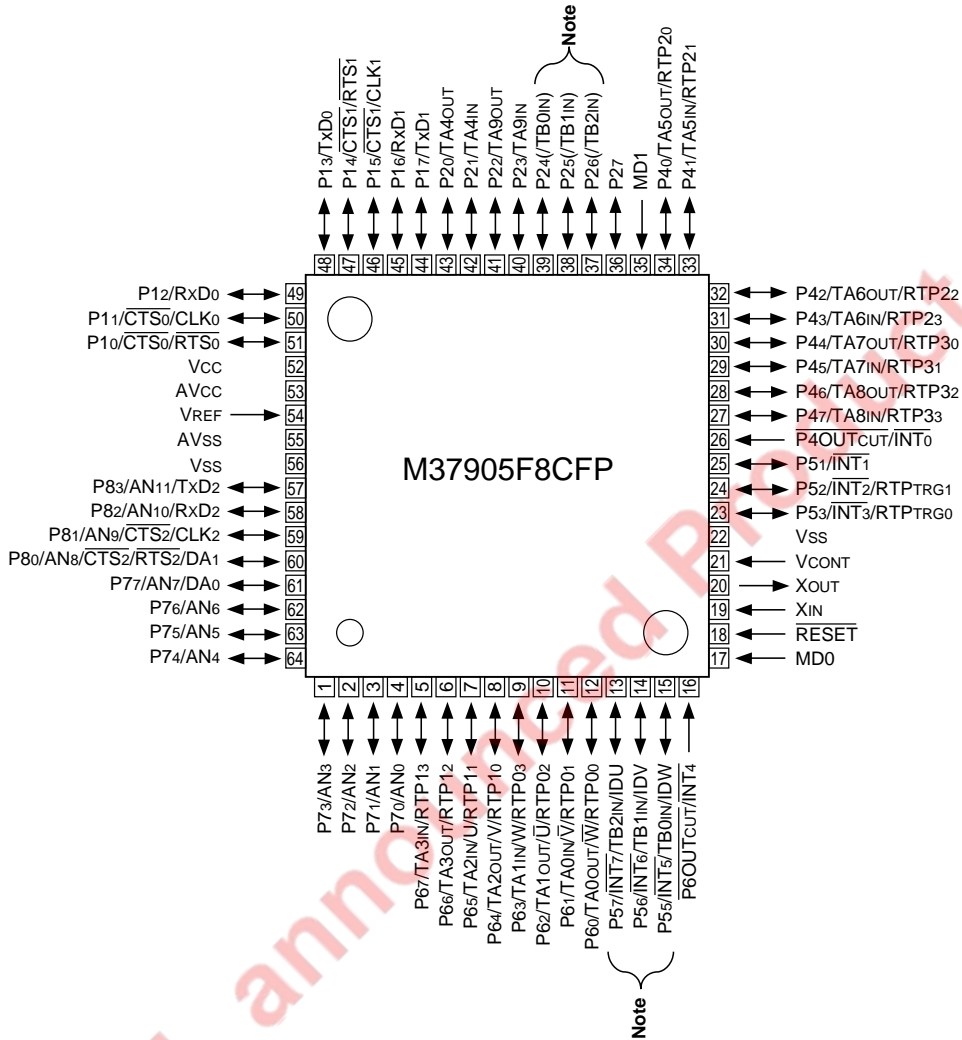 Note
P13/TxD0
P14/CTS1/RTS1
P15/CTS1/CLK1
P16/RxD1
P17/TxD1
P20/TA4OUT
P21/TA4IN
P22/TA9OUT
P23/TA9IN
P24(/TB0IN)
P25(/TB1IN)
P26(/TB2IN)
P27
MD1
P40/TA5OUT/RTP20
P41/TA5IN/RTP21
48 47 46 45 44 43 42 41 40 39 38 37 36 35 34 33
P12/RxD0 49
P11/CTS0/CLK0 50
P10/CTS0/RTS0 51
VCC 52
AVCC 53
VREF 54
AVSS 55
VSS 56
P83/AN11/TxD2 57
P82/AN10/RxD2 58
P81/AN9/CTS2/CLK2 59
P80/AN8/CTS2/RTS2/DA1 60
P77/AN7/DA0 61
P76/AN6 62
P75/AN5 63
P74/AN4 64
M37905F8CFP
32 P42/TA6OUT/RTP22
31 P43/TA6IN/RTP23
30 P44/TA7OUT/RTP30
29 P45/TA7IN/RTP31
28 P46/TA8OUT/RTP32
27 P47/TA8IN/RTP33
26 P4OUTCUT/INT0
25 P51/INT1
24 P52/INT2/RTPTRG1
23 P53/INT3/RTPTRG0
22 VSS
21 VCONT
20 XOUT
19 XIN
18 RESET
17 MD0
1 2 3 4 5 6 7 8 9 10 11 12 13 14 15 16
P73/AN3
P72/AN2
P71/AN1
P70/AN0
P67/TA3IN/RTP13
P66/TA3OUT/RTP12
P65/TA2IN/U/RTP11
P64/TA2OUT/V/RTP10
P63/TA1IN/W/RTP03
P62/TA1OUT/U/RTP02
P61/TA0IN/V/RTP01
P60/TA0OUT/W/RTP00
P57/INT7/TB2IN/IDU
P56/INT6/TB1IN/IDV
P55/INT5/TB0IN/IDW
P6OUTCUT/INT4
Note
announced Product